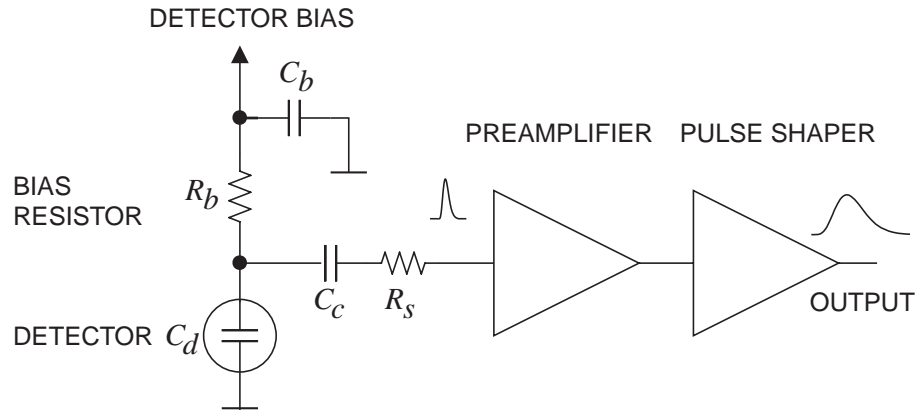 DETECTOR BIAS
C_b
PREAMPLIFIER
PULSE SHAPER
BIAS
RESISTOR
R_b
C_c
R_s
OUTPUT
DETECTOR
C_d